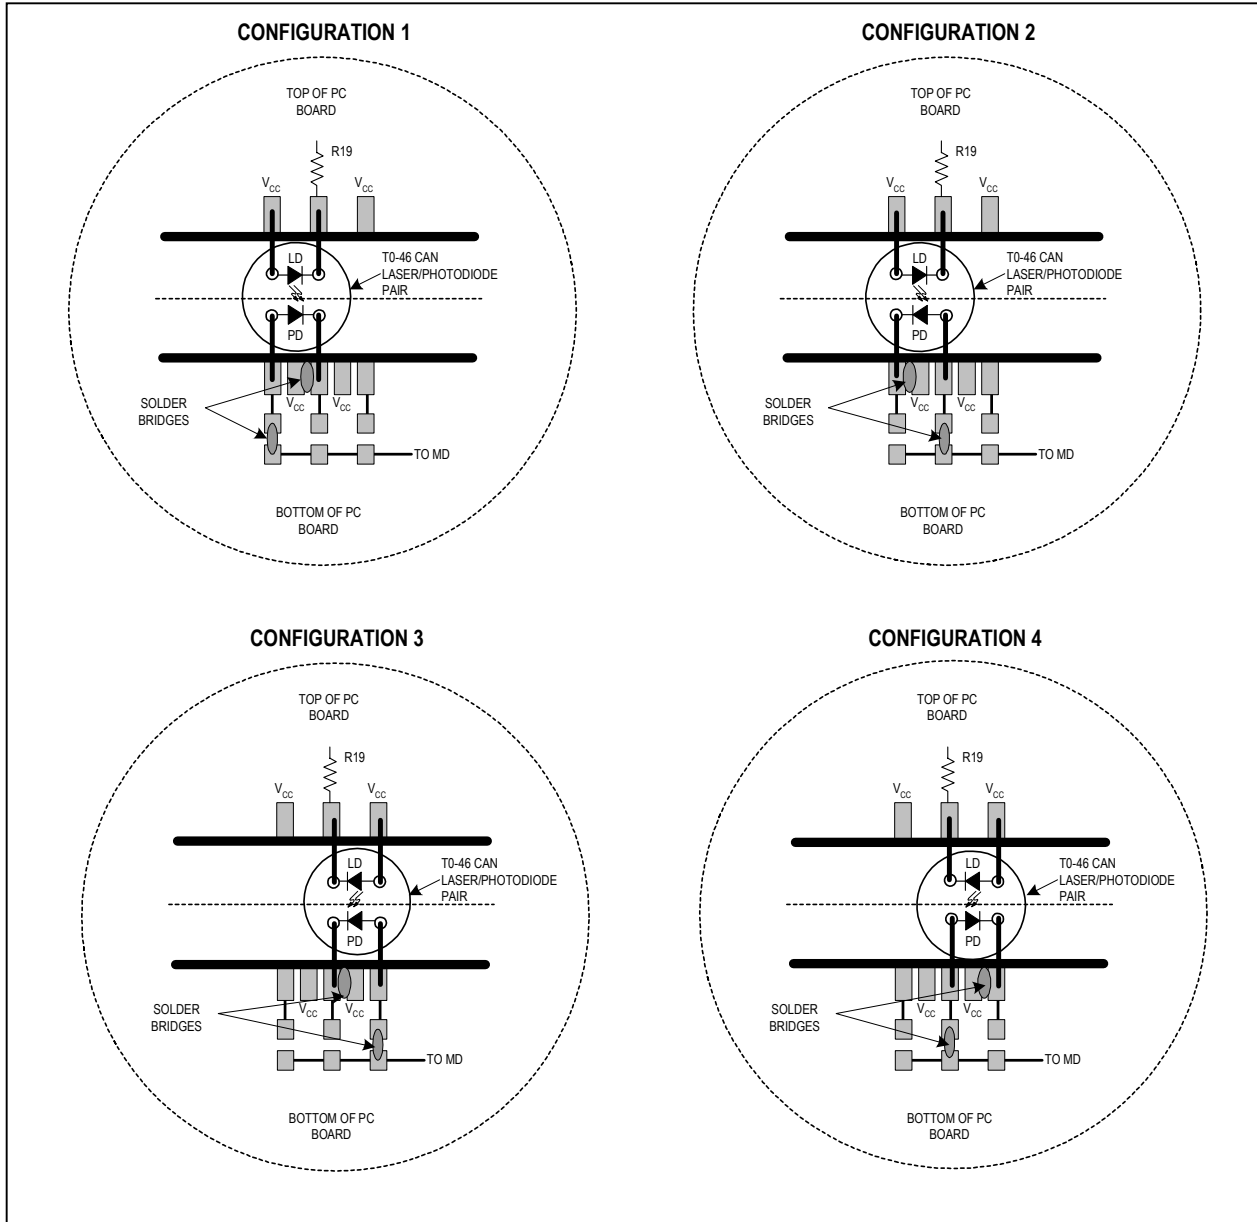 CONFIGURATION 1
TOP OF PC
BOARD
R19
VCC
VCC
LD
T0-46 CAN
LASER/PHOTODIODE
PAIR
PD
SOLDER
BRIDGES
VCC
VCC
TO MD
BOTTOM OF PC
BOARD
CONFIGURATION 2
TOP OF PC
BOARD
R19
VCC
VCC
LD
T0-46 CAN
LASER/PHOTODIODE
PAIR
PD
SOLDER
BRIDGES
VCC
VCC
TO MD
BOTTOM OF PC
BOARD
CONFIGURATION 3
TOP OF PC
BOARD
R19
VCC
VCC
LD
T0-46 CAN
LASER/PHOTODIODE
PAIR
PD
SOLDER
BRIDGES
VCC
VCC
TO MD
BOTTOM OF PC
BOARD
CONFIGURATION 4
TOP OF PC
BOARD
R19
VCC
VCC
LD
T0-46 CAN
LASER/PHOTODIODE
PAIR
PD
SOLDER
BRIDGES
VCC
VCC
TO MD
BOTTOM OF PC
BOARD